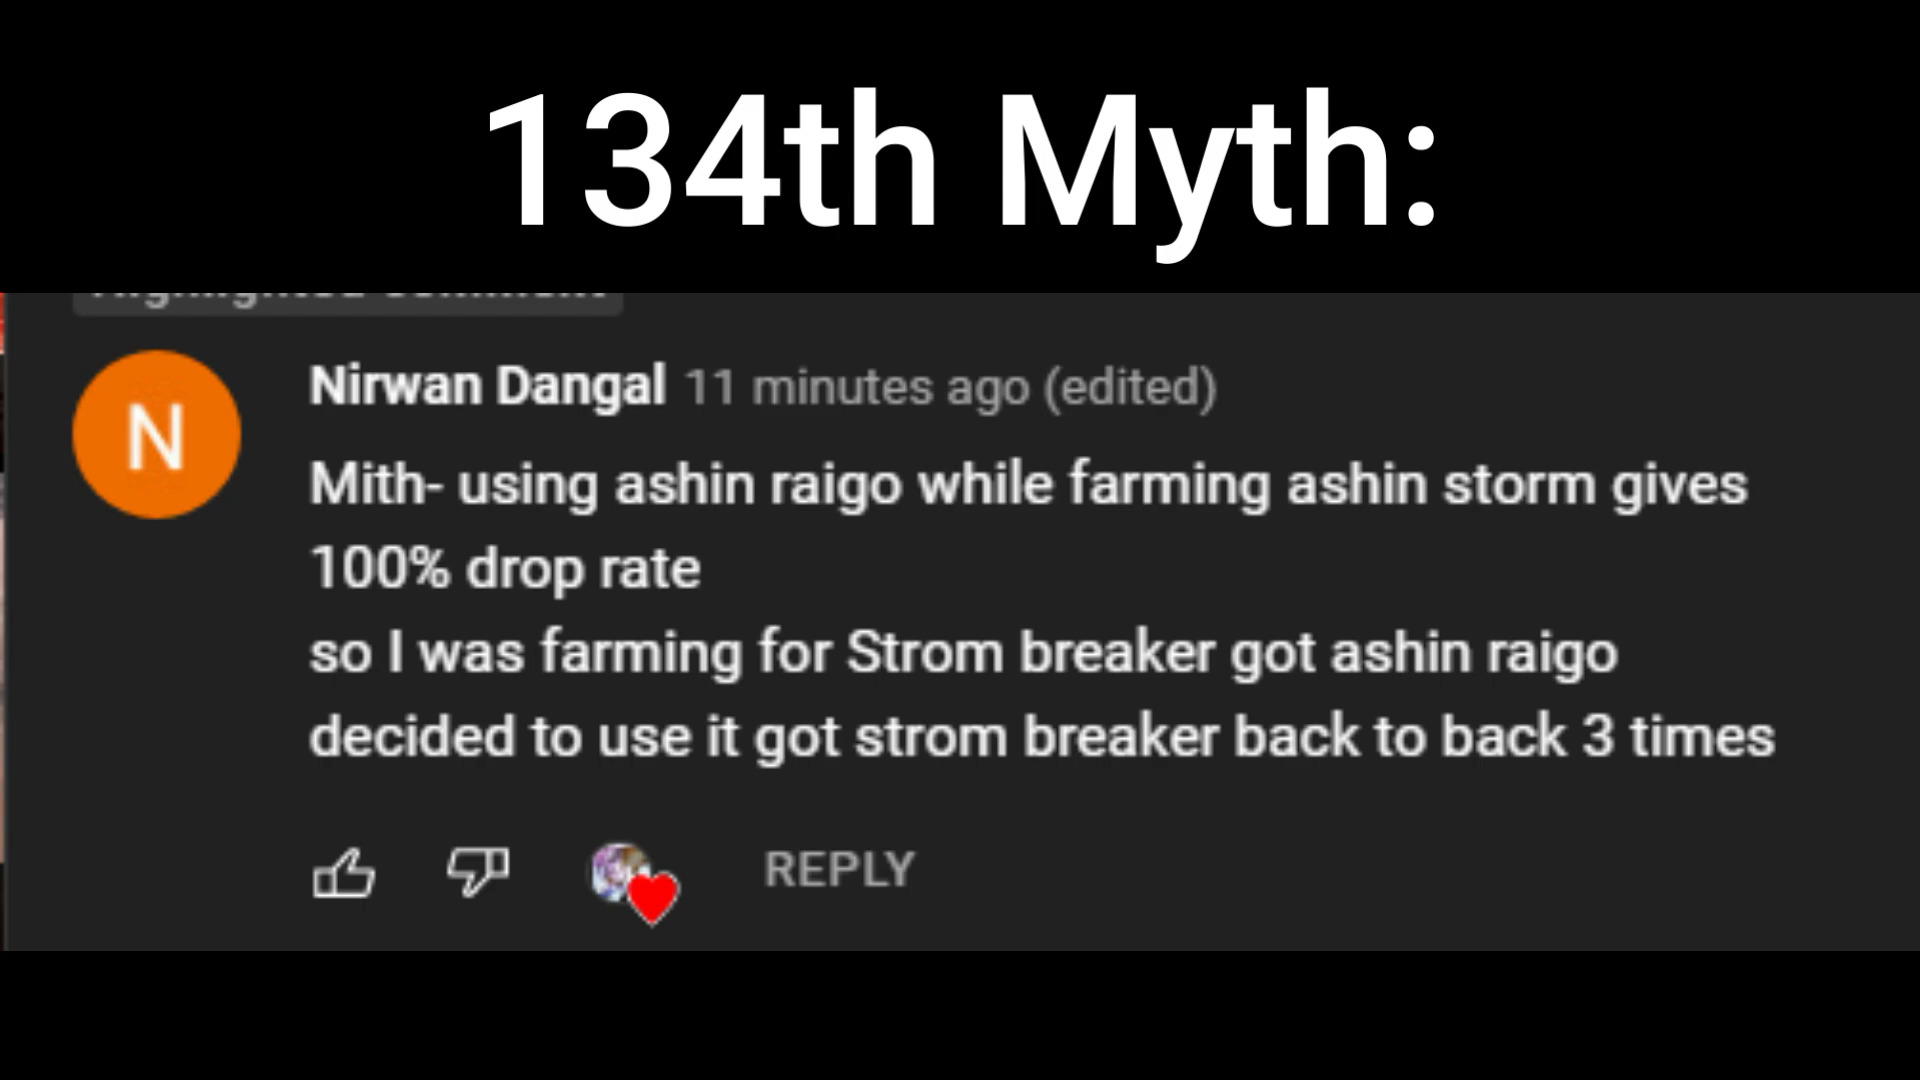 134th Myth:
Highlighted comment
N
Nirwan Dangal 11 minutes ago (edited)
Mith- using ashin raigo while farming ashin storm gives
100% drop rate
so I was farming for Strom breaker got ashin raigo
decided to use it got strom breaker back to back 3 times
REPLY